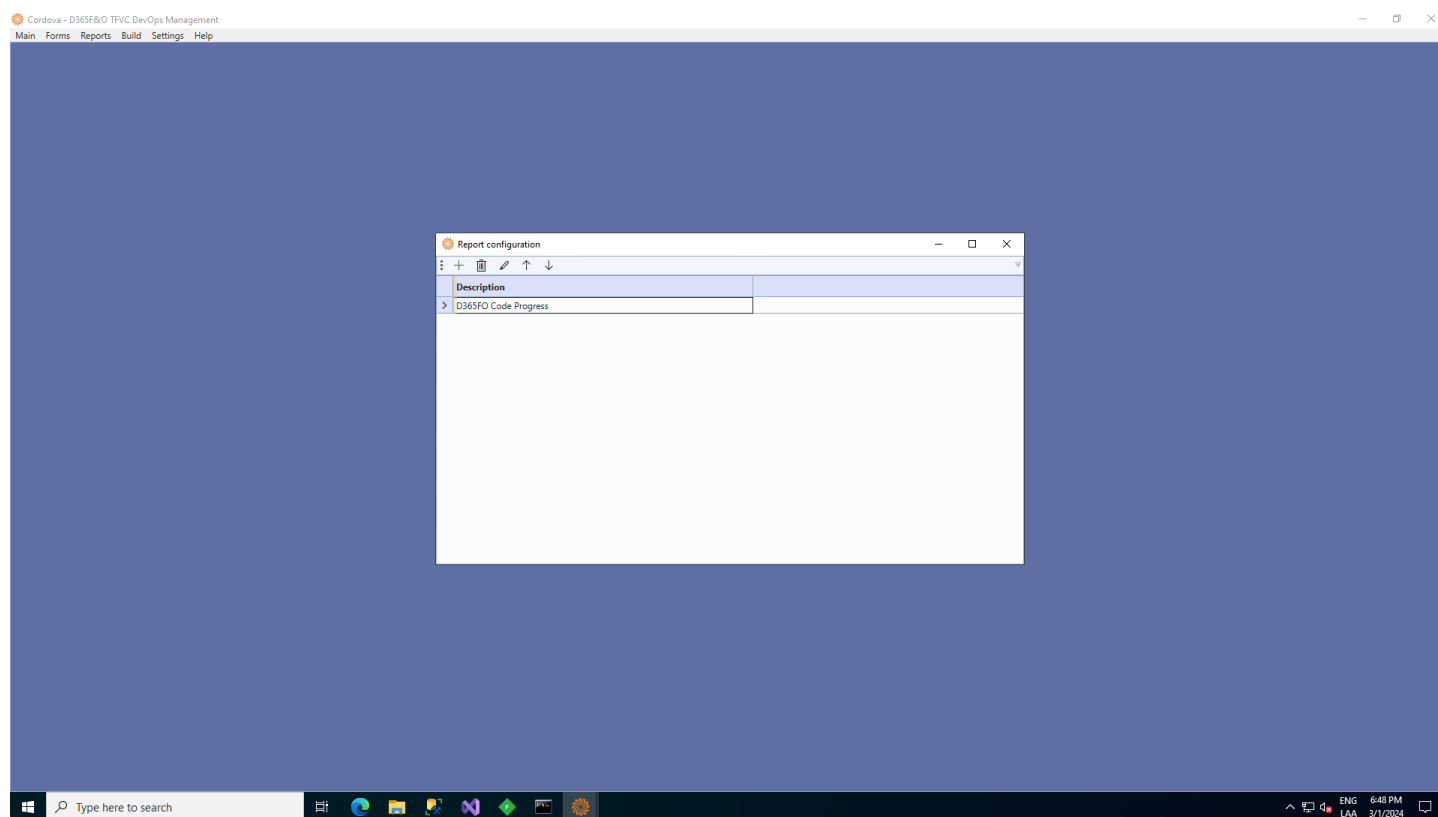 Cordova - D365F&O TFVC DevOps Management
Main Forms Reports Build Settings Help
Report configuration
Description
D365FO Code Progress
Type here to search
ENG 6:48 PM
LAA 3/1/2024